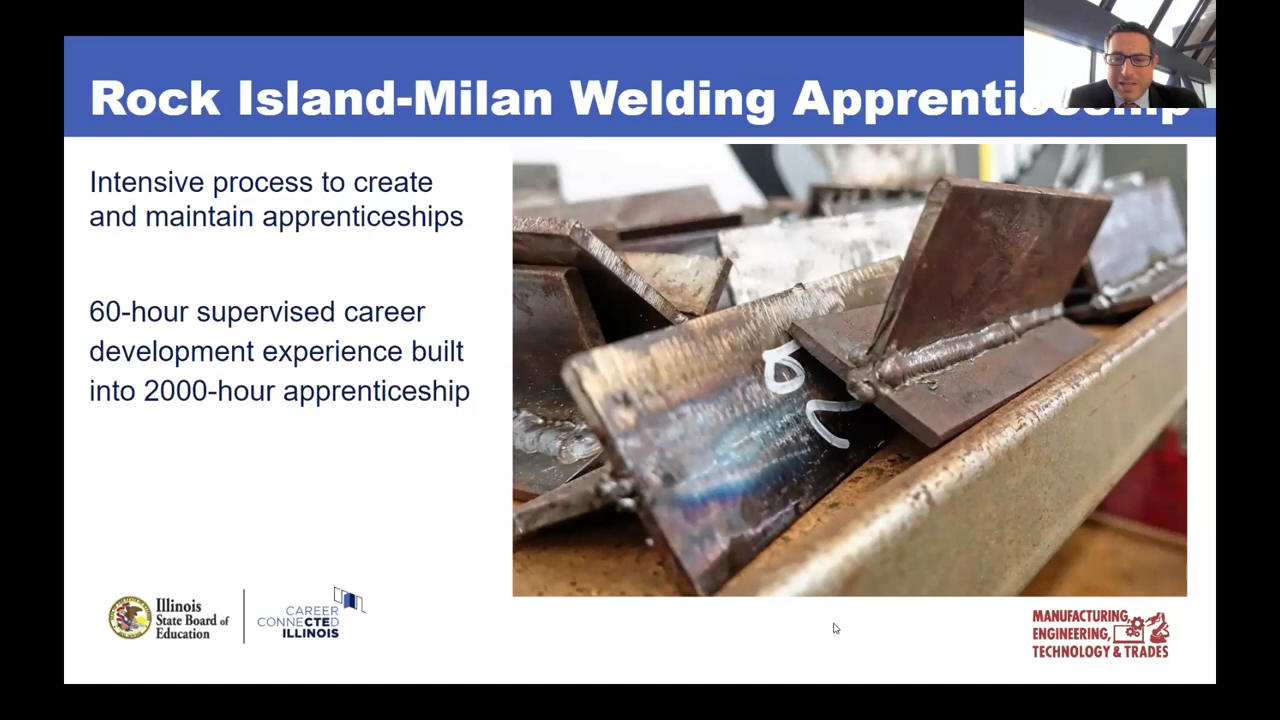 Rock Island-Milan Welding Apprenticeship
Intensive process to create
and maintain apprenticeships
60-hour supervised career
development experience built
into 2000-hour apprenticeship
Illinois
State Board of
Education
CAREER
CONNECTED
ILLINOIS
MANUFACTURING,
ENGINEERING,
TECHNOLOGY & TRADES